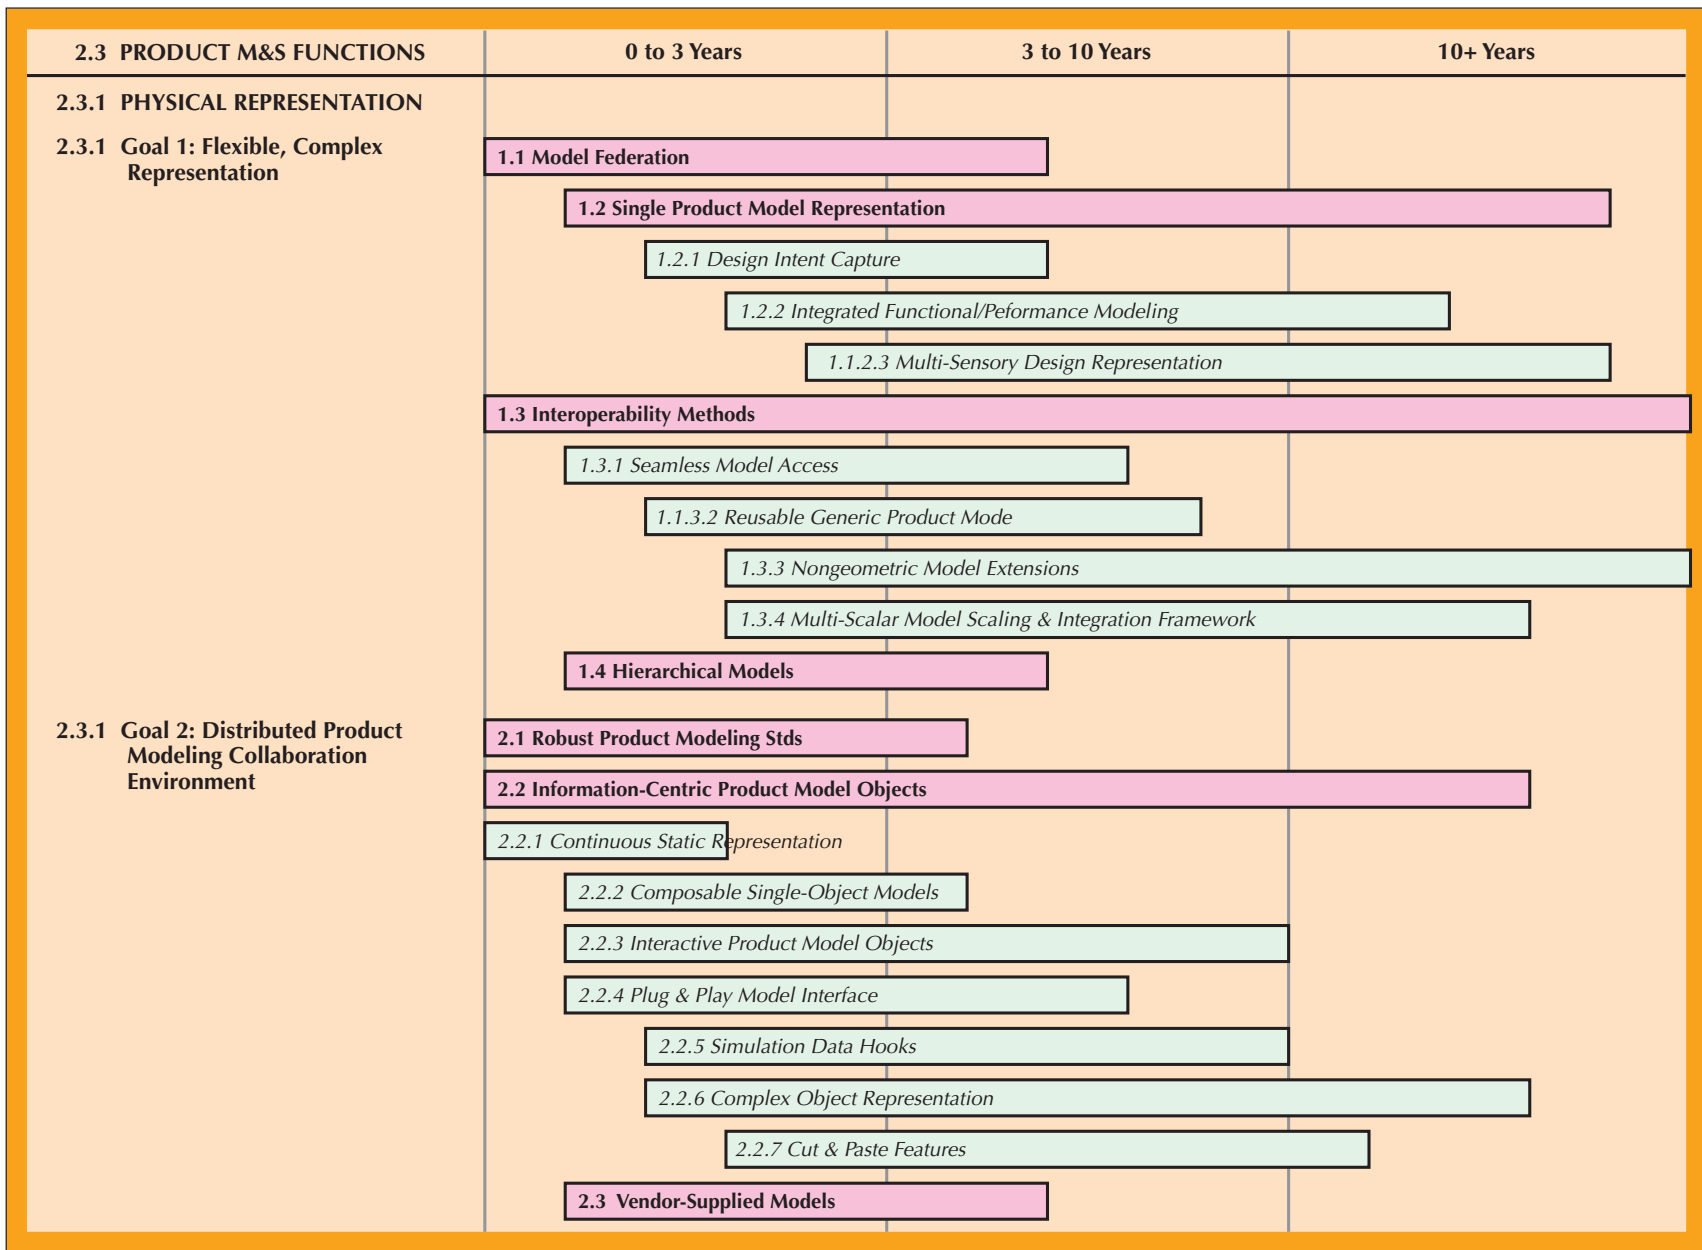 2.3 PRODUCT M&S FUNCTIONS 0 to 3 Years 3 to 10 Years 10+ Years
2.3.1 PHYSICAL REPRESENTATION
2.3.1 Goal 1: Flexible, Complex
Representation
1.1 Model Federation
1.2 Single Product Model Representation
1.2.1 Design Intent Capture
1.2.2 Integrated Functional/Peformance Modeling
1.1.2.3 Multi-Sensory Design Representation
1.3 Interoperability Methods
1.3.1 Seamless Model Access
1.1.3.2 Reusable Generic Product Mode
1.3.3 Nongeometric Model Extensions
1.3.4 Multi-Scalar Model Scaling & Integration Framework
1.4 Hierarchical Models
2.3.1 Goal 2: Distributed Product
Modeling Collaboration
Environment
2.1 Robust Product Modeling Stds
2.2 Information-Centric Product Model Objects
2.2.1 Continuous Static Representation
2.2.2 Composable Single-Object Models
2.2.3 Interactive Product Model Objects
2.2.4 Plug & Play Model Interface
2.2.5 Simulation Data Hooks
2.2.6 Complex Object Representation
2.2.7 Cut & Paste Features
2.3 Vendor-Supplied Models